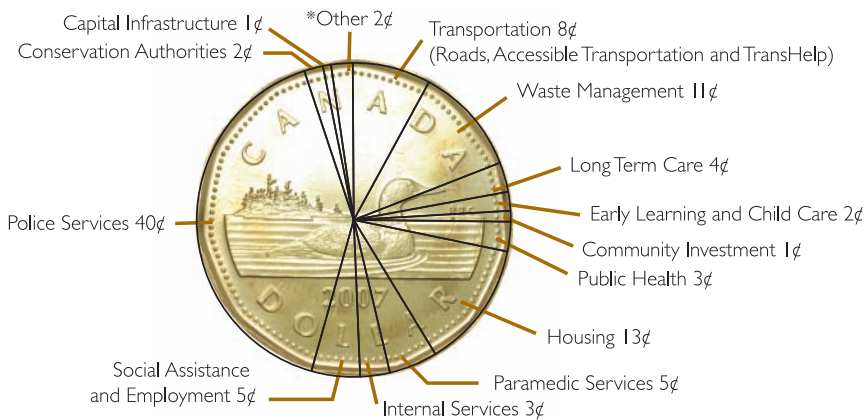 Capital Infrastructure 1¢
*Other 2¢
Conservation Authorities 2¢
Transportation 8¢
(Roads, Accessible Transportation and TransHelp)
Waste Management 11¢
Long Term Care 4¢
Early Learning and Child Care 2¢
Community Investment 1¢
Public Health 3¢
Housing 13¢
Paramedic Services 5¢
Internal Services 3¢
Social Assistance
and Employment 5¢
Police Services 40¢
CANADA
2007
DOLLAR